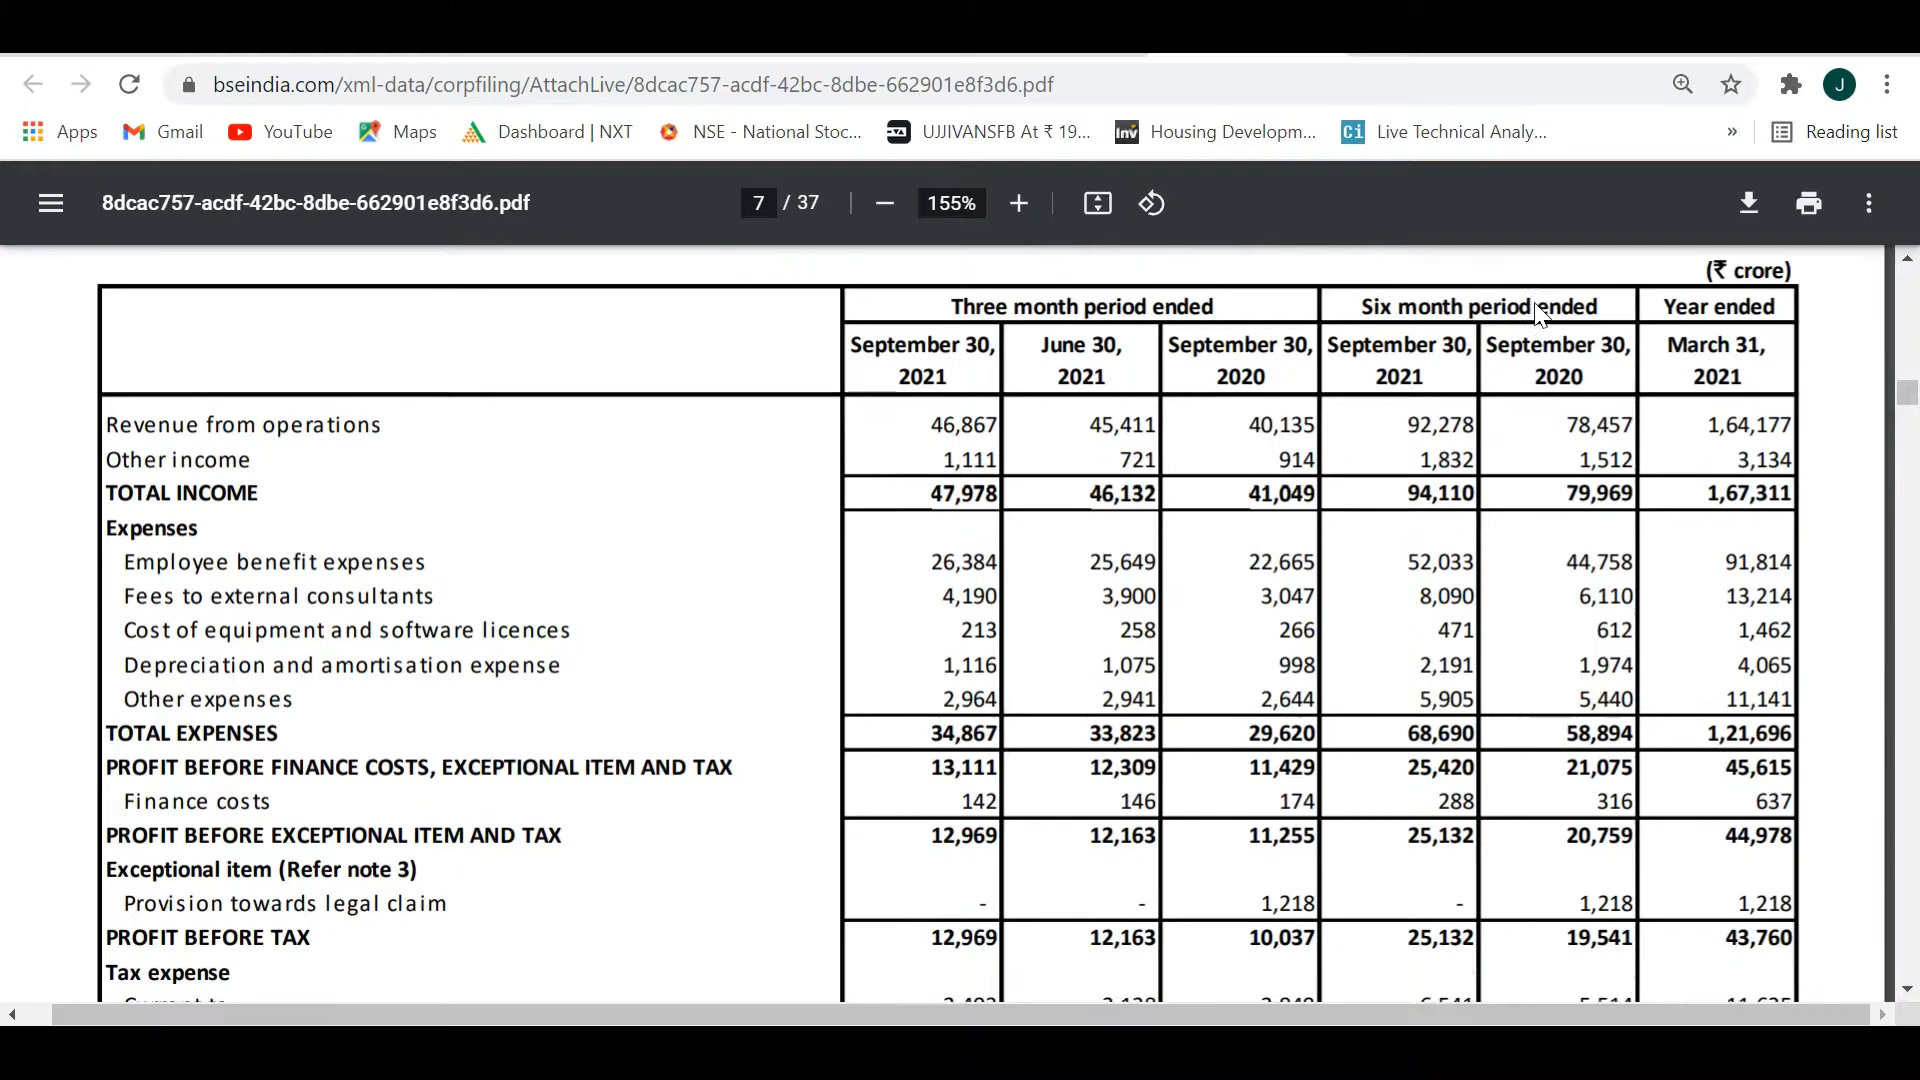 bseindia.com/xml-data/corpfiling/AttachLive/8dcac757-acdf-42bc-8dbe-662901e8f3d6.pdf
J
Apps Gmail YouTube Maps Dashboard | NXT NSE - National Stoc... UJJIVANSFB At ₹ 19... Inv Housing Developm... Ci Live Technical Analy... » Reading list
8dcac757-acdf-42bc-8dbe-662901e8f3d6.pdf 7 / 37 155%
(₹ crore)
Three month period ended Six month period ended Year ended
September 30, June 30, September 30, September 30, September 30, March 31,
2021 2021 2020 2021 2020 2021
Revenue from operations 46,867 45,411 40,135 92,278 78,457 1,64,177
Other income 1,111 721 914 1,832 1,512 3,134
TOTAL INCOME 47,978 46,132 41,049 94,110 79,969 1,67,311
Expenses
Employee benefit expenses 26,384 25,649 22,665 52,033 44,758 91,814
Fees to external consultants 4,190 3,900 3,047 8,090 6,110 13,214
Cost of equipment and software licences 213 258 266 471 612 1,462
Depreciation and amortisation expense 1,116 1,075 998 2,191 1,974 4,065
Other expenses 2,964 2,941 2,644 5,905 5,440 11,141
TOTAL EXPENSES 34,867 33,823 29,620 68,690 58,894 1,21,696
PROFIT BEFORE FINANCE COSTS, EXCEPTIONAL ITEM AND TAX 13,111 12,309 11,429 25,420 21,075 45,615
Finance costs 142 146 174 288 316 637
PROFIT BEFORE EXCEPTIONAL ITEM AND TAX 12,969 12,163 11,255 25,132 20,759 44,978
Exceptional item (Refer note 3)
Provision towards legal claim - - 1,218 - 1,218 1,218
PROFIT BEFORE TAX 12,969 12,163 10,037 25,132 19,541 43,760
Tax expense